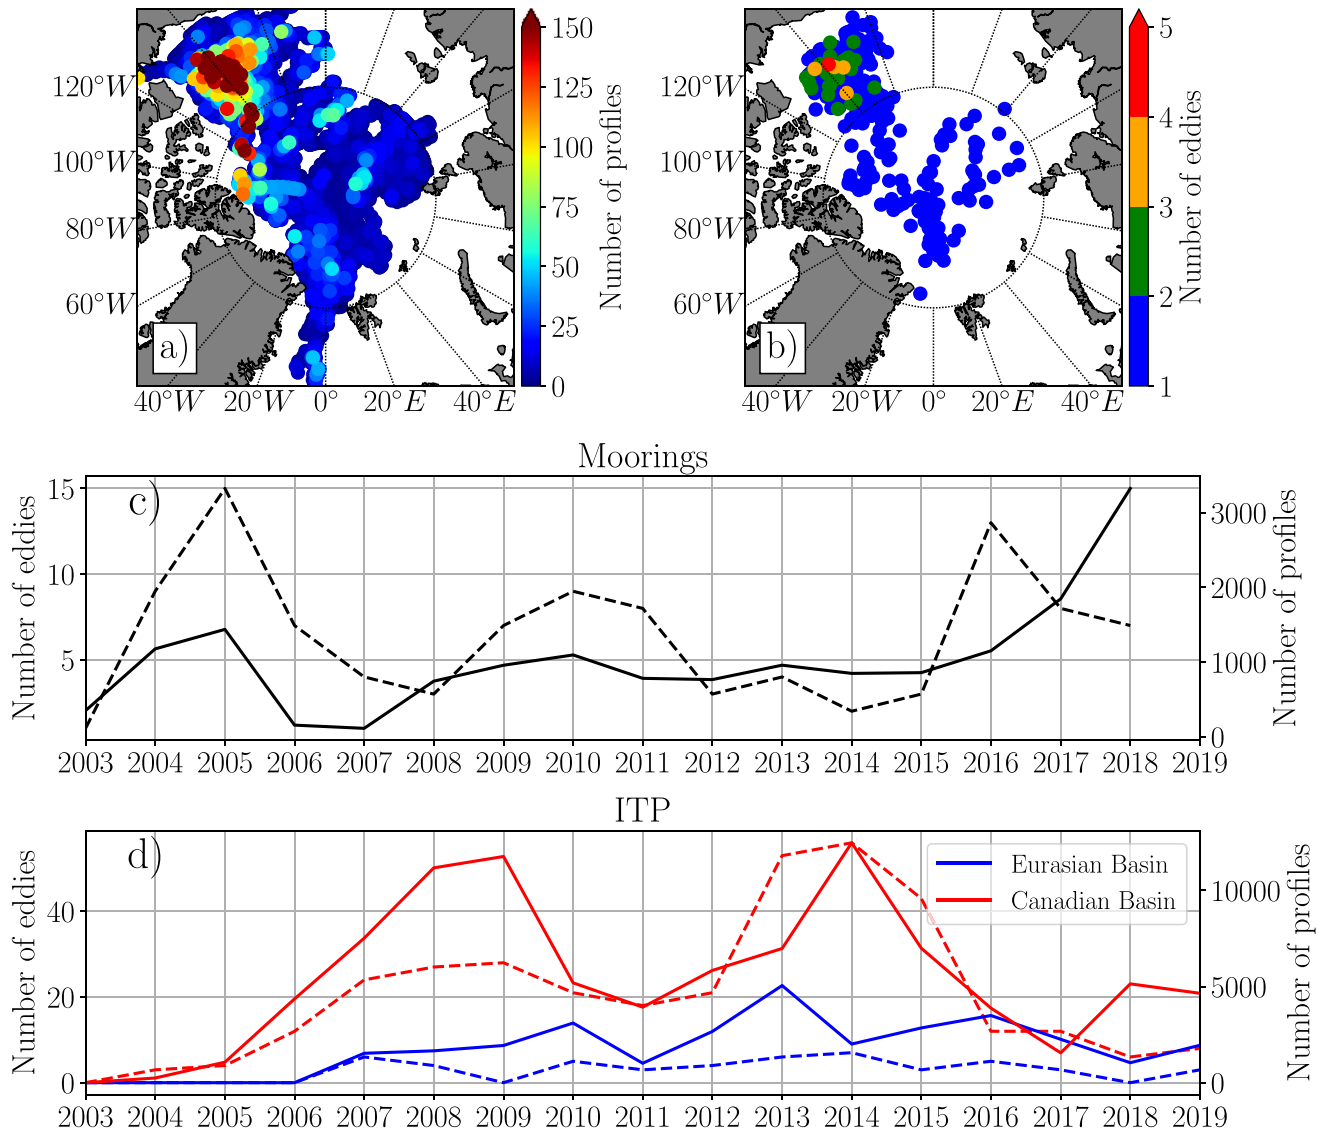 120°W
100°W
80°W
60°W
40°W
20°W
0°
20°E
40°E
a)
150
125
100
75
50
25
0
Number of profiles
120°W
100°W
80°W
60°W
40°W
20°W
0°
20°E
40°E
b)
5
4
3
2
1
Number of eddies
Moorings
c)
Number of eddies
15
10
5
3000
2000
1000
0
Number of profiles
2003 2004 2005 2006 2007 2008 2009 2010 2011 2012 2013 2014 2015 2016 2017 2018 2019
ITP
d)
Number of eddies
40
20
0
Eurasian Basin
Canadian Basin
10000
5000
0
Number of profiles
2003 2004 2005 2006 2007 2008 2009 2010 2011 2012 2013 2014 2015 2016 2017 2018 2019